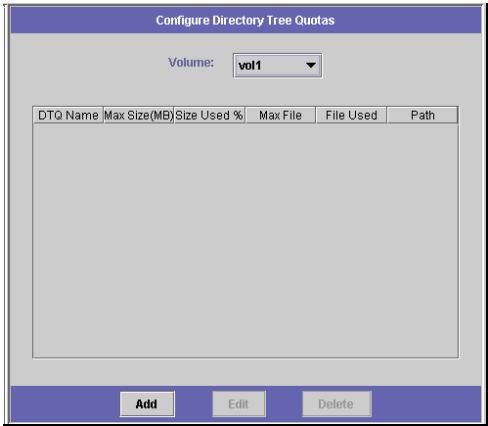 Configure Directory Tree Quotas
Volume: vol1
DTQ Name Max Size(MB) Size Used % Max File File Used Path
Add Edit Delete